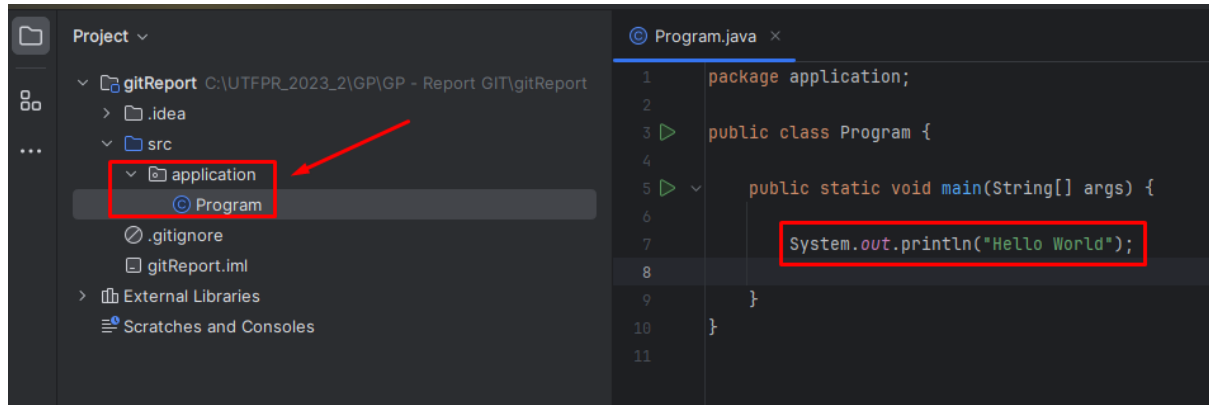 Project
gitReport C:\UTFPR_2023_2\GP\GP - Report GIT\gitReport
.idea
src
application
Program
.gitignore
gitReport.iml
External Libraries
Scratches and Consoles
Program.java
1 package application;
2
3 public class Program {
4
5 public static void main(String[] args) {
6
7 System.out.println("Hello World");
8
9 }
10 }
11